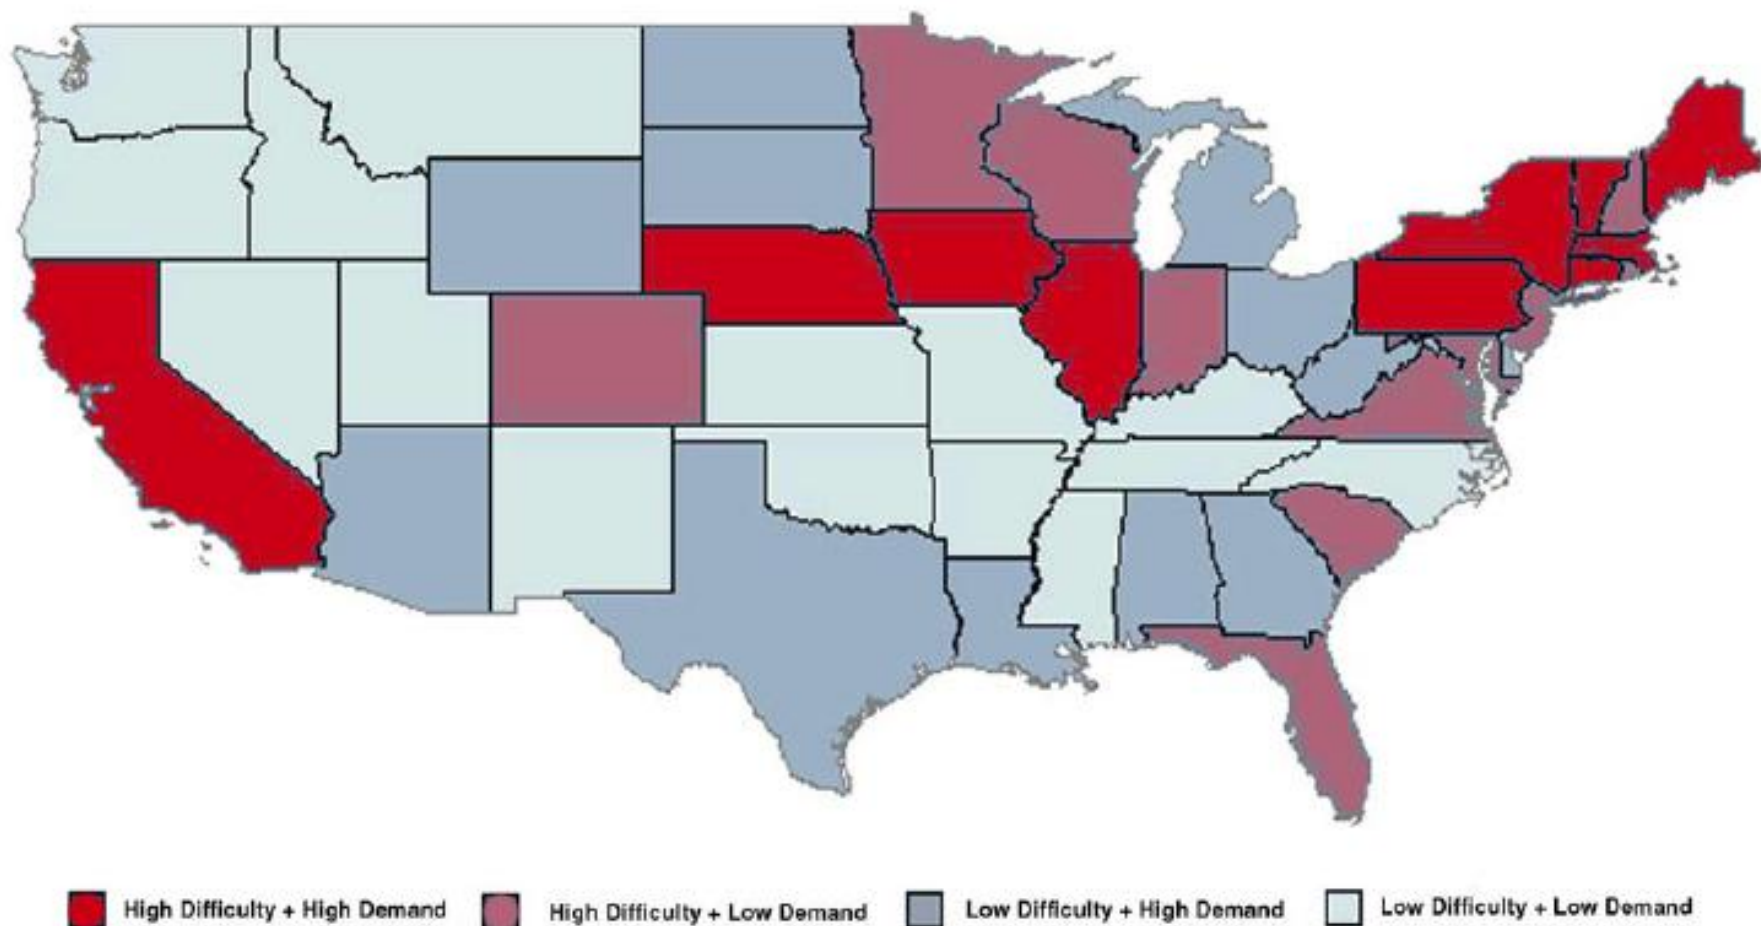 High Difficulty + High Demand
High Difficulty + Low Demand
Low Difficulty + High Demand
Low Difficulty + Low Demand